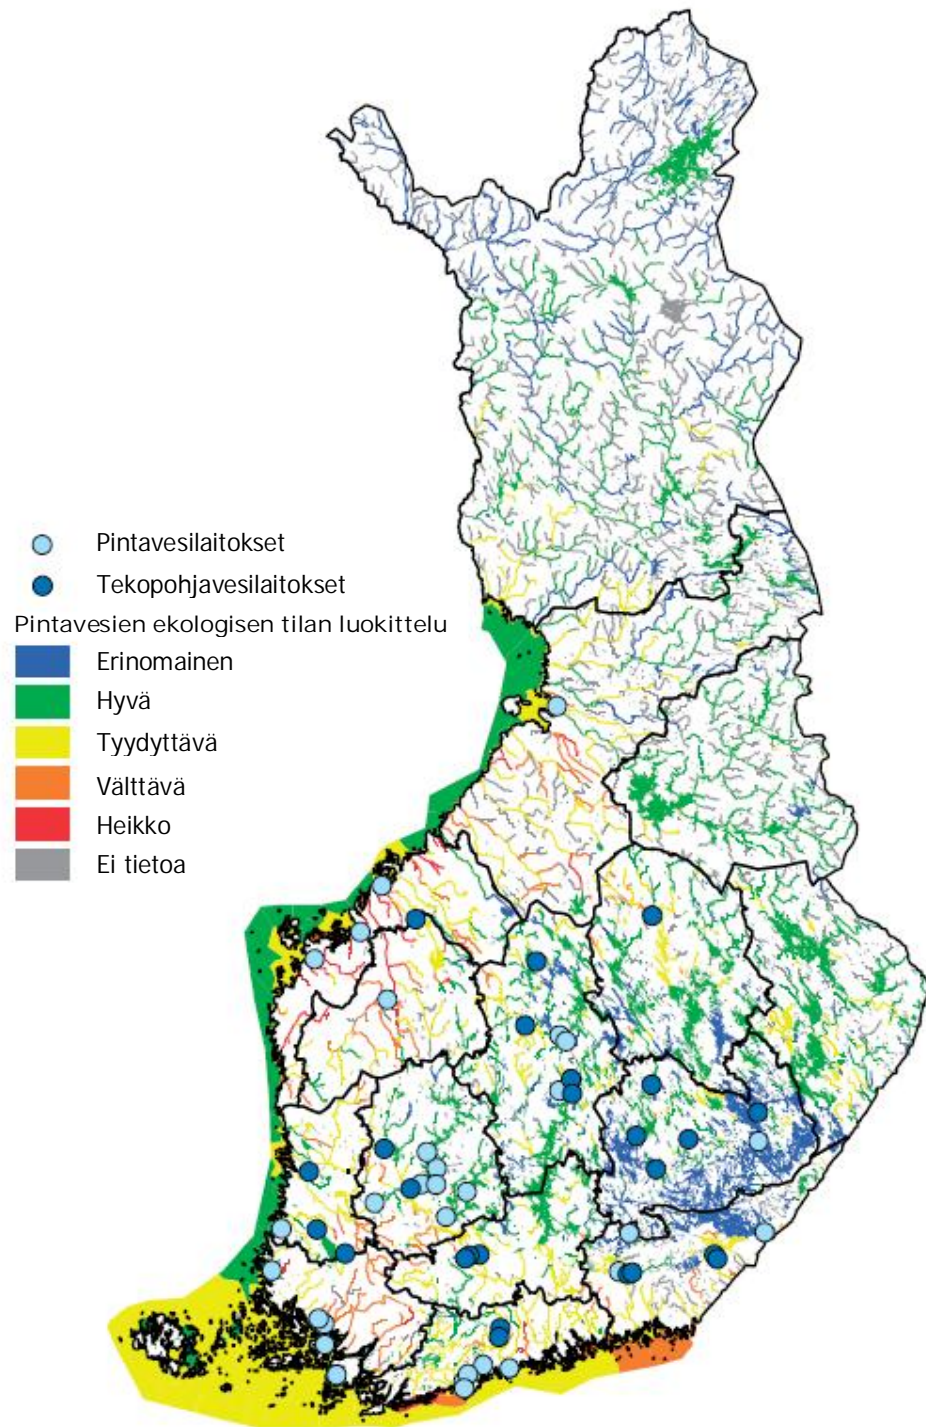 Pintavesilaitokset
Tekopohjavesilaitokset
Pintavesien ekologisen tilan luokittelu
Erinomainen
Hyvä
Tyydyttävä
Välttävä
Heikko
Ei tietoa